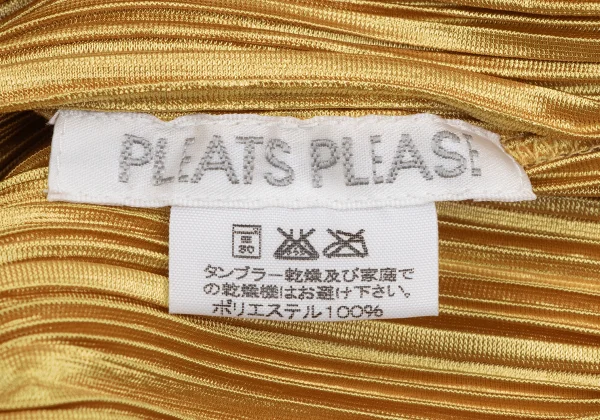 PLEATS PLEASE
30
タンブラー乾燥及び家庭で
の乾燥機はお避け下さい。
ポリエステル100%